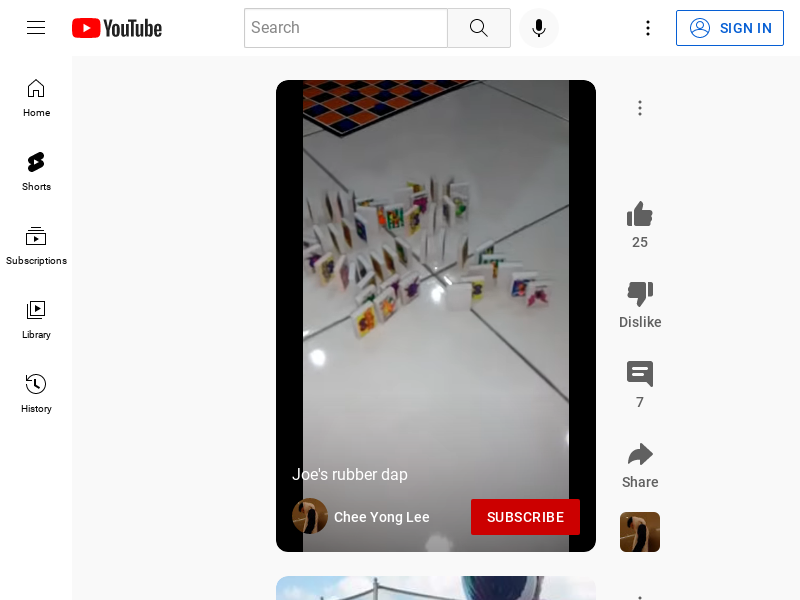 YouTube
Search
SIGN IN
Home
Shorts
Subscriptions
Library
History
25
Dislike
7
Share
Joe's rubber dap
Chee Yong Lee
SUBSCRIBE